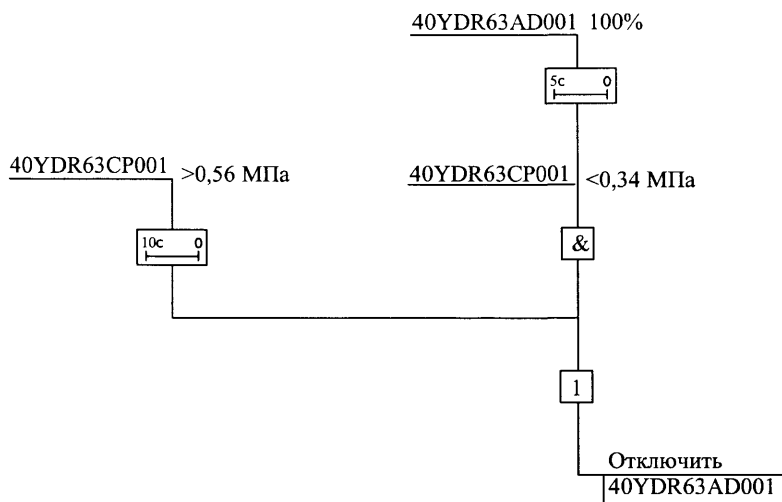 40YDR63AD001 100%
5с 0
40YDR63CP001 >0,56 МПа
40YDR63CP001 <0,34 МПа
10с 0
&
1
Отключить
40YDR63AD001